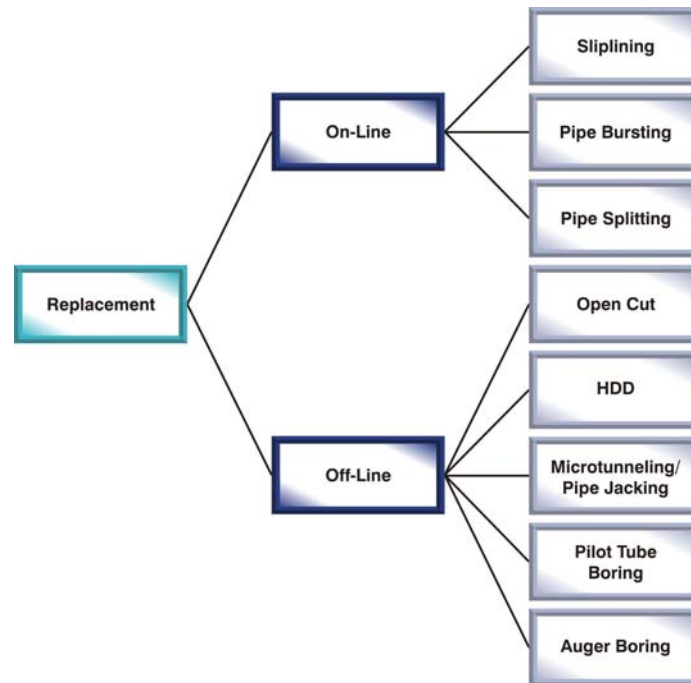 Replacement
On-Line
Sliplining
Pipe Bursting
Pipe Splitting
Off-Line
Open Cut
HDD
Microtunneling/
Pipe Jacking
Pilot Tube
Boring
Auger Boring